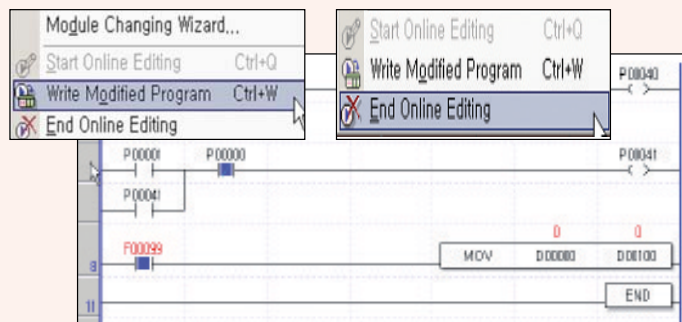 Module Changing Wizard...
Start Online Editing Ctrl+Q
Write Modified Program Ctrl+W
End Online Editing
Start Online Editing Ctrl+Q
Write Modified Program Ctrl+W
End Online Editing
P00040
P00001 P00000 P00041
P00041
0 0
F00099 MOV D00000 D00100
8
END
11